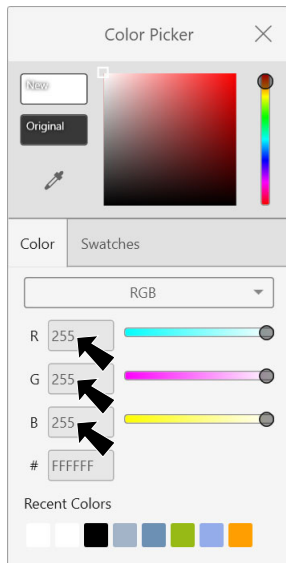 Color Picker
New
Original
Color Swatches
RGB
R 255
G 255
B 255
# FFFFFF
Recent Colors